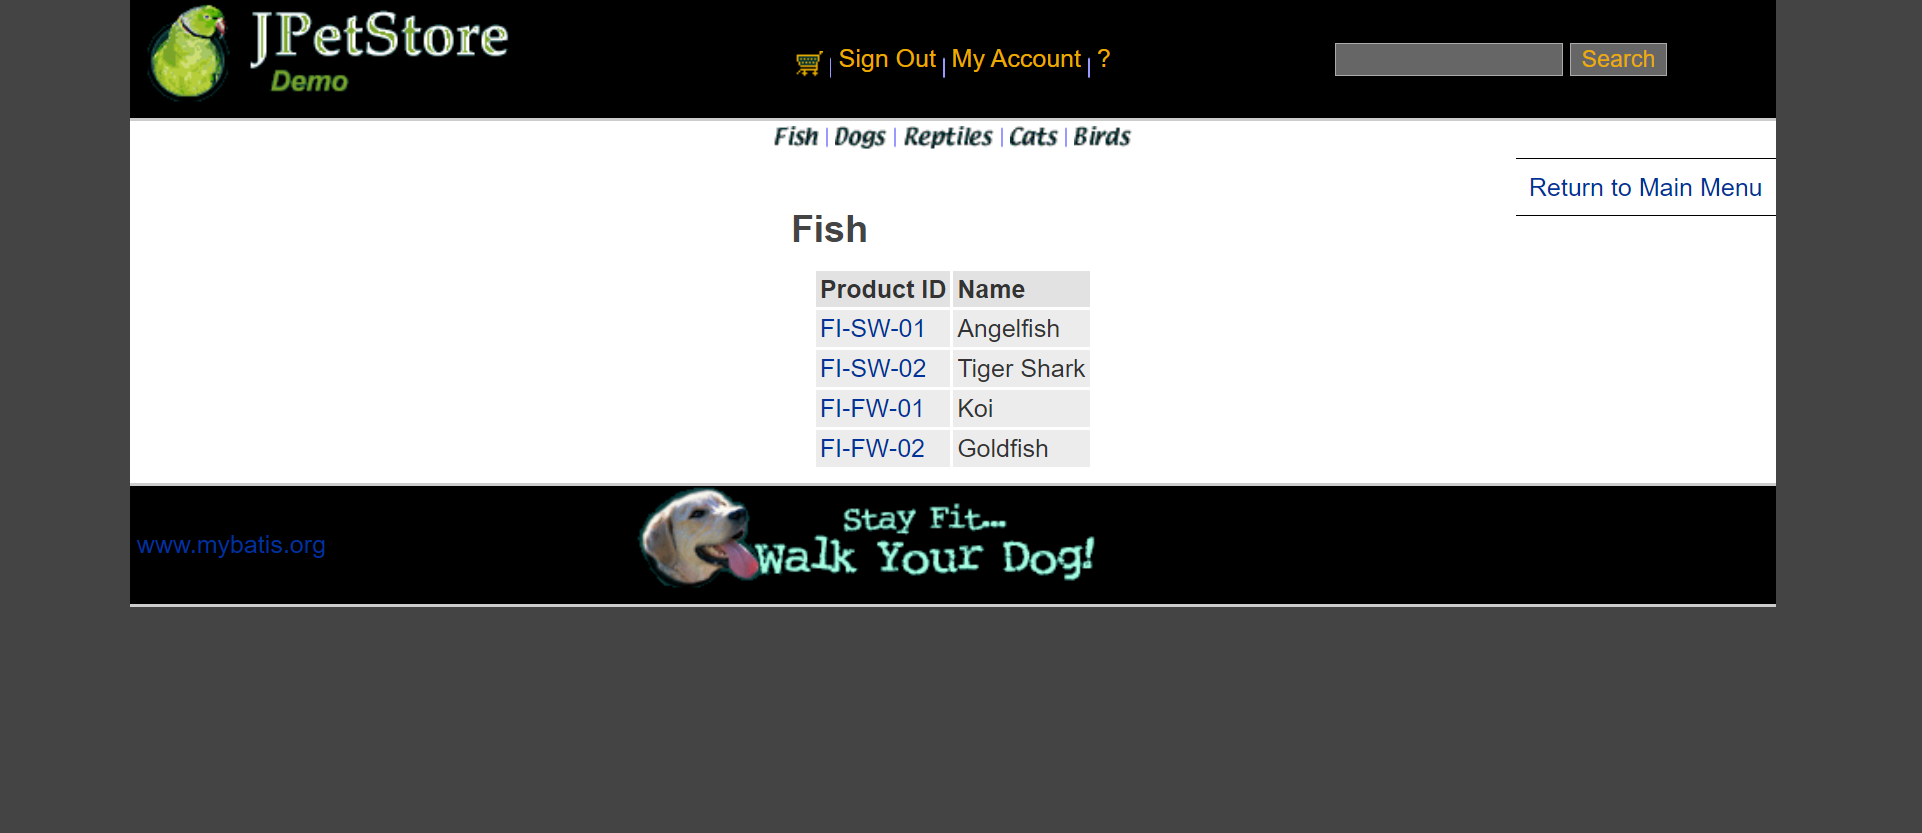 JPetStore
Demo
Sign Out | My Account | ?
Search
Fish | Dogs | Reptiles | Cats | Birds
Return to Main Menu
Fish
Product ID Name
FI-SW-01 Angelfish
FI-SW-02 Tiger Shark
FI-FW-01 Koi
FI-FW-02 Goldfish
www.mybatis.org
Stay Fit...
Walk Your Dog!